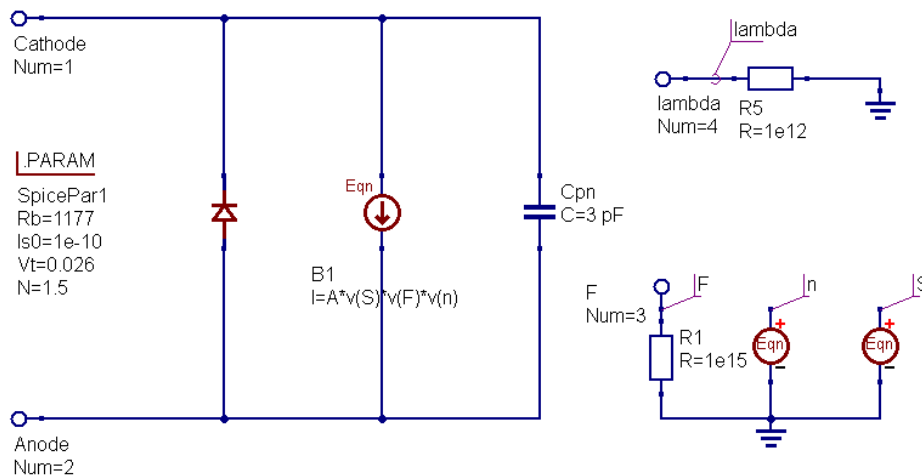 Cathode
Num=1
.PARAM
SpicePar1
Rb=1177
Is0=1e-10
Vt=0.026
N=1.5
Eqn
B1
I=A*v(S)*v(F)*v(n)
Cpn
C=3 pF
Anode
Num=2
lambda
lambda
Num=4
R5
R=1e12
F
Num=3
F
R1
R=1e15
n
Eqn
+
-
S
Eqn
+
-